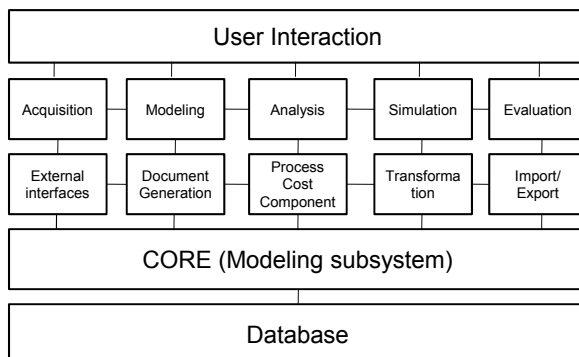 User Interaction
Acquisition
Modeling
Analysis
Simulation
Evaluation
External
interfaces
Document
Generation
Process
Cost
Component
Transforma
tion
Import/
Export
CORE (Modeling subsystem)
Database